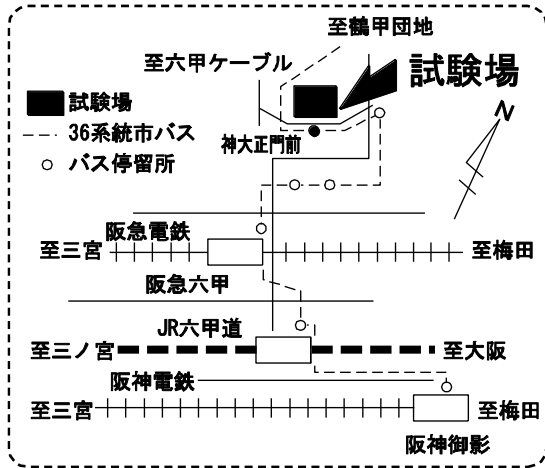 至鶴甲団地
至六甲ケーブル
試験場
試験場
36系統市バス
バス停留所
神大正門前
N
阪急電鉄
至三宮
至梅田
阪急六甲
JR六甲道
至三ノ宮
至大阪
阪神電鉄
至三宮
至梅田
阪神御影